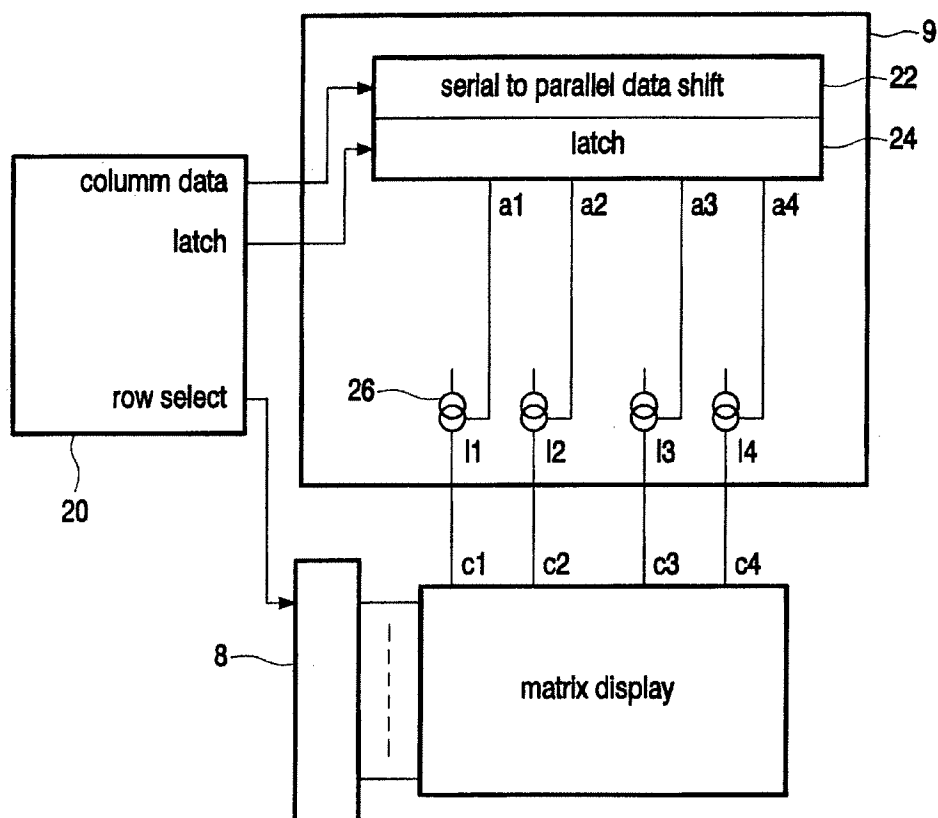 9
serial to parallel data shift
22
latch
24
columm data
latch
row select
20
a1 a2 a3 a4
26
I1 I2 I3 I4
c1 c2 c3 c4
8
matrix display